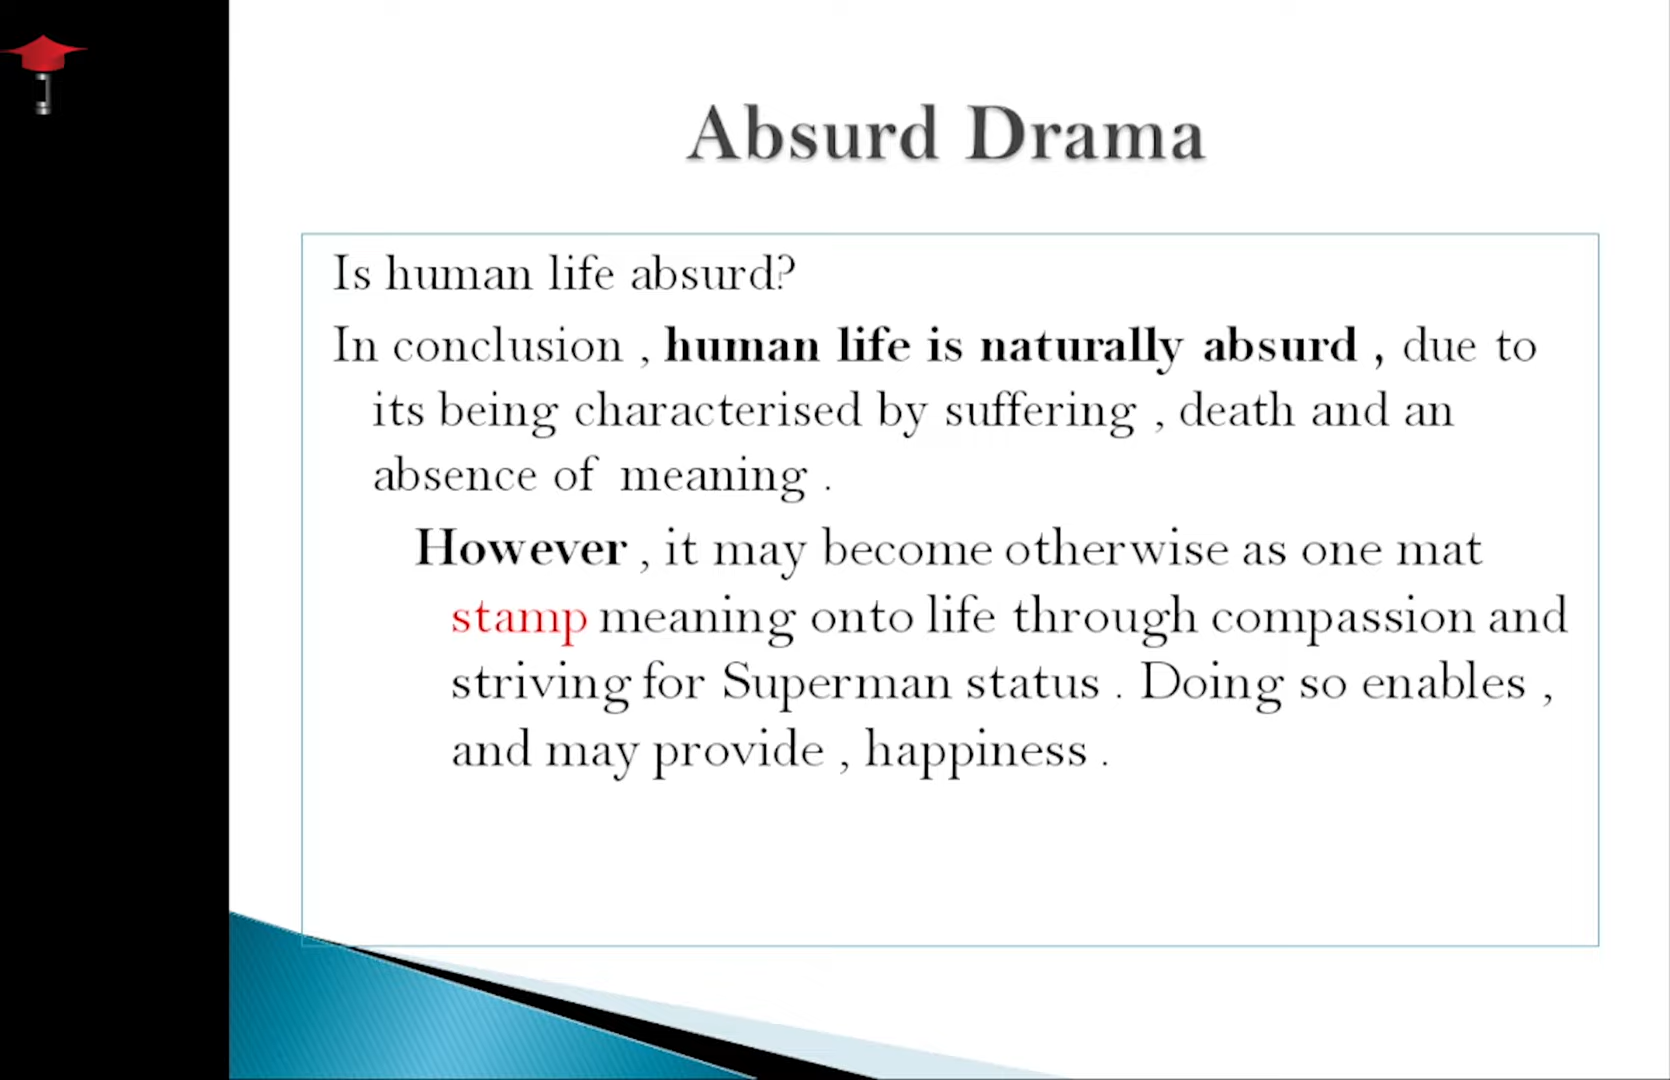 Absurd Drama
Is human life absurd?
In conclusion , human life is naturally absurd , due to
its being characterised by suffering , death and an
absence of meaning .
However , it may become otherwise as one mat
stamp meaning onto life through compassion and
striving for Superman status . Doing so enables ,
and may provide , happiness .